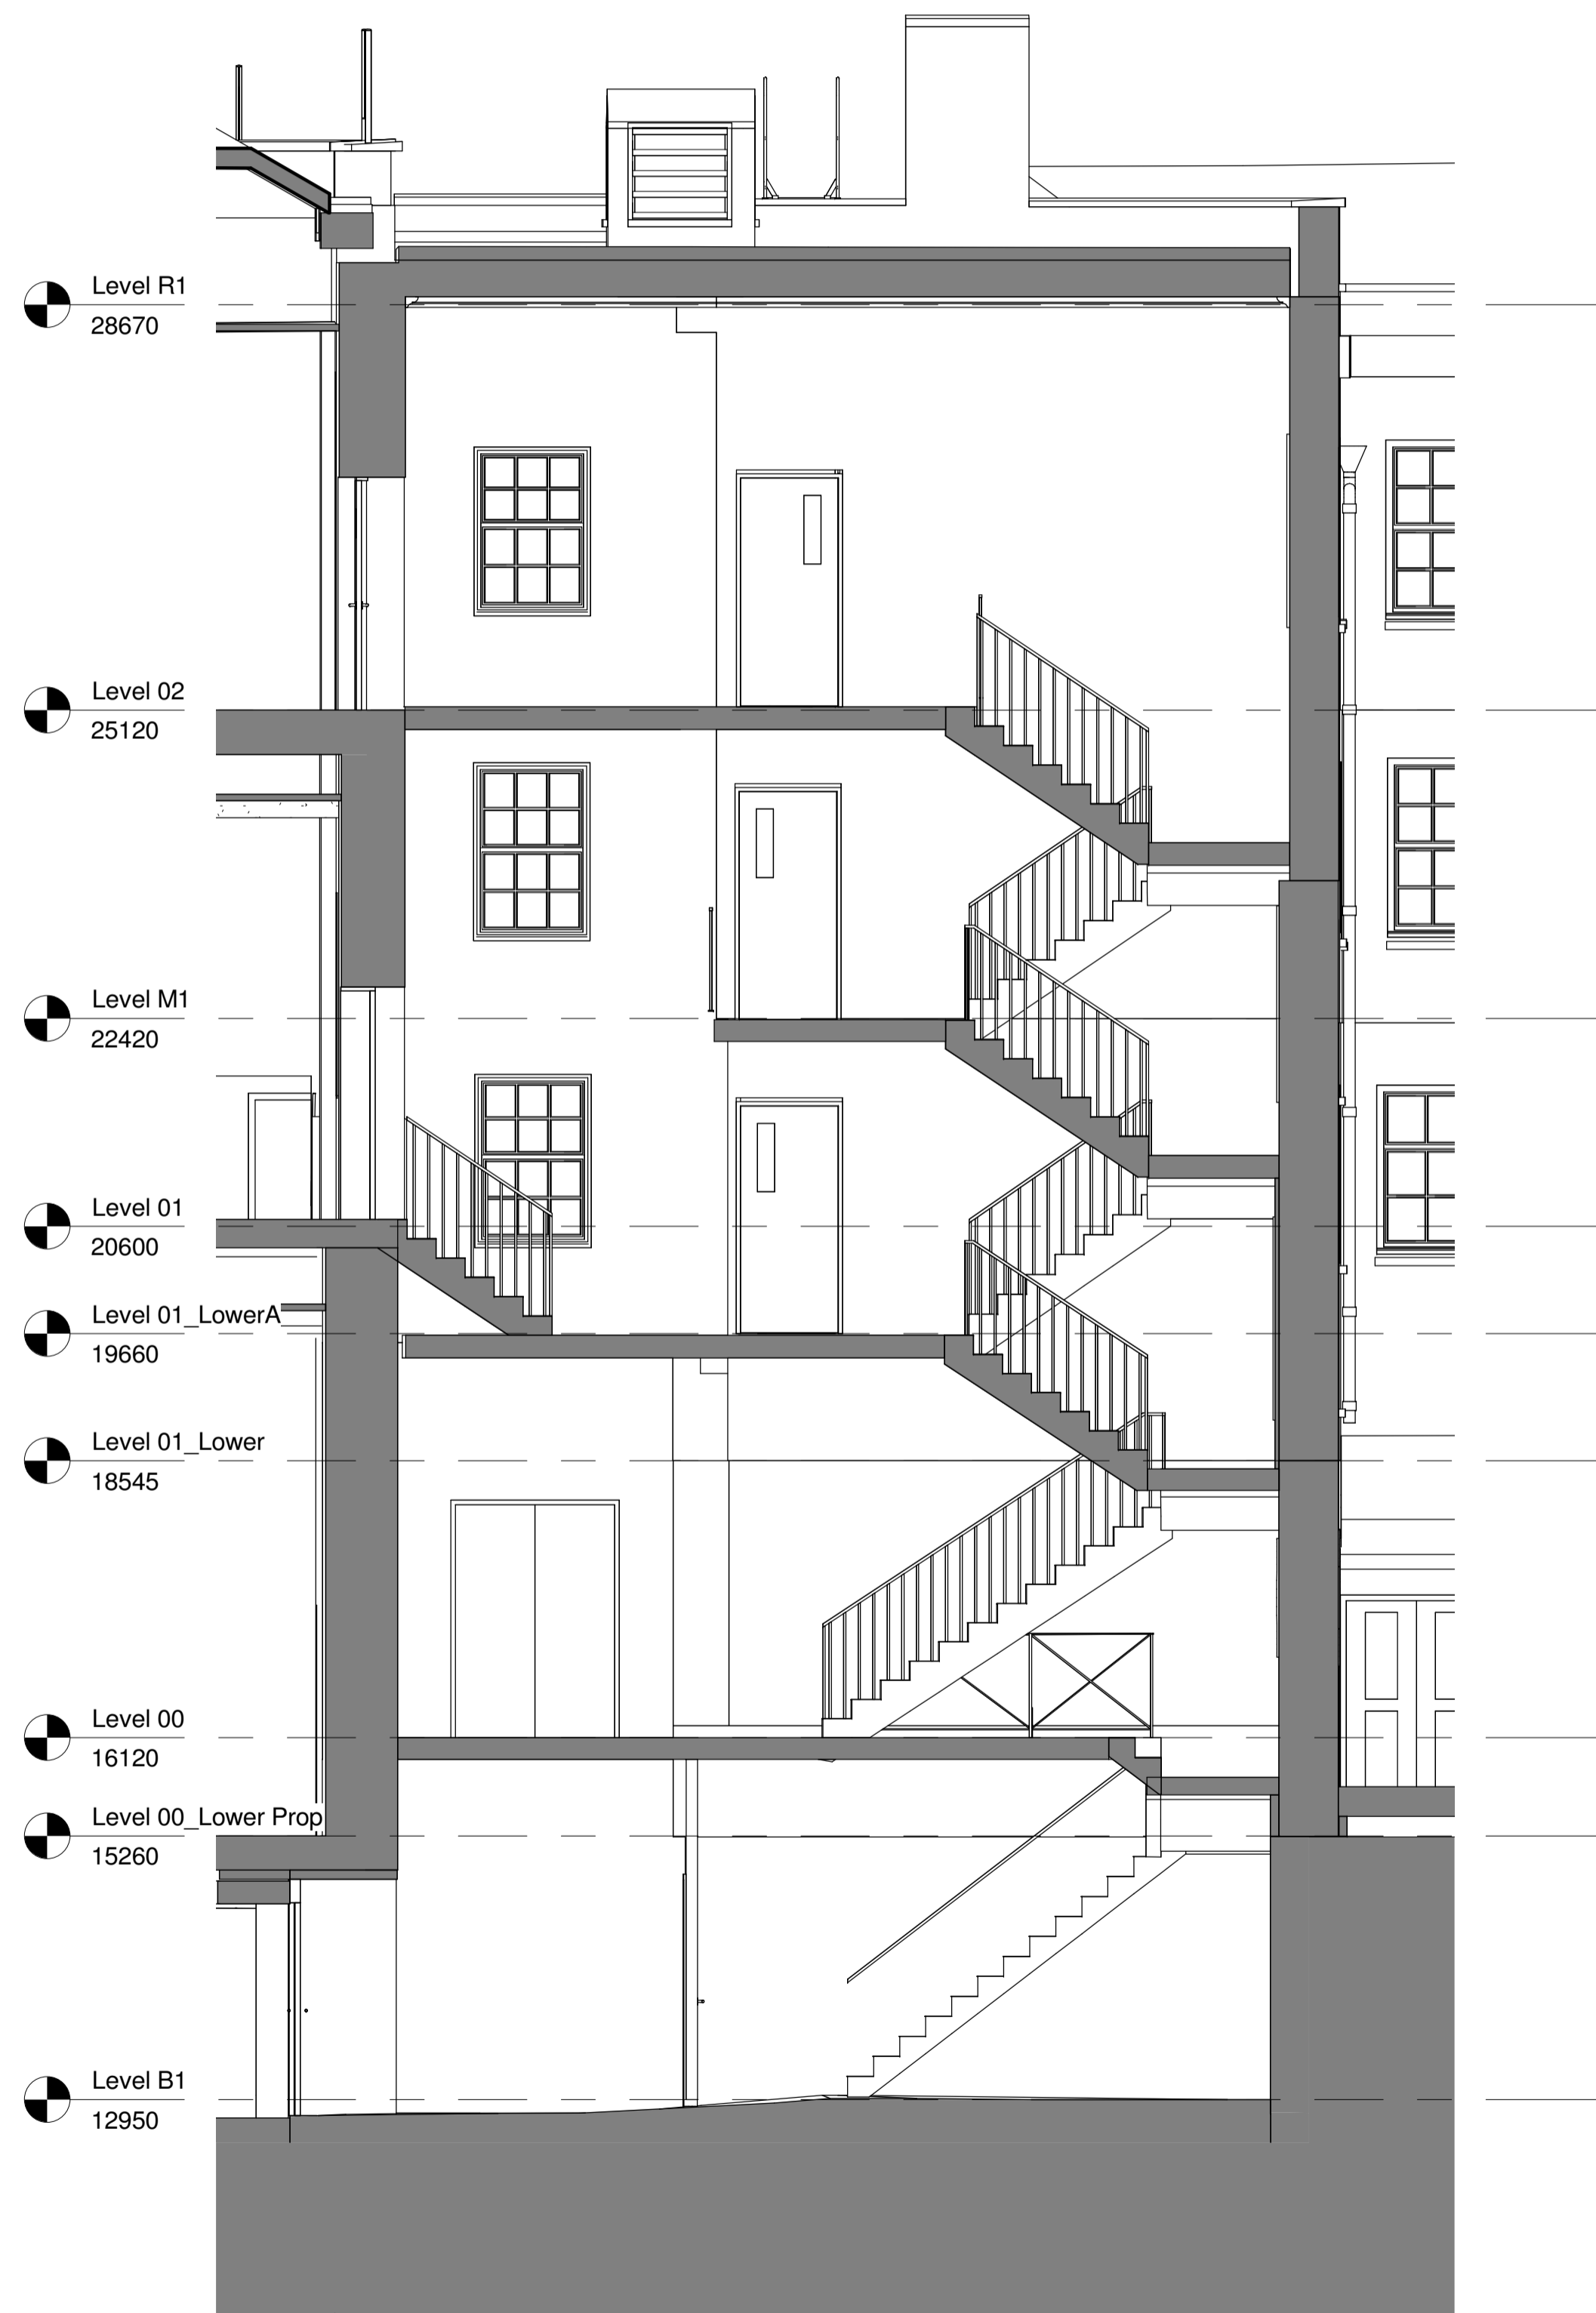 Level R1
28670
Level 02
25120
Level M1
22420
Level 01
20600
Level 01_LowerA
19660
Level 01_Lower
18545
Level 00
16120
Level 00_Lower Prop
15260
Level B1
12950